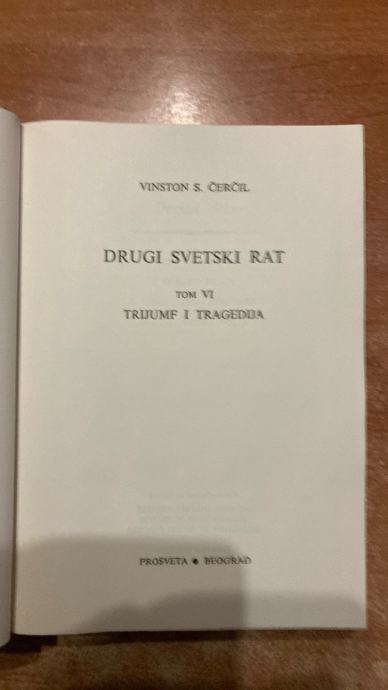 VINSTON S. ČERČIL
DRUGI SVETSKI RAT
TOM VI
TRIJUMF I TRAGEDIJA
PROSVETA ● BEOGRAD